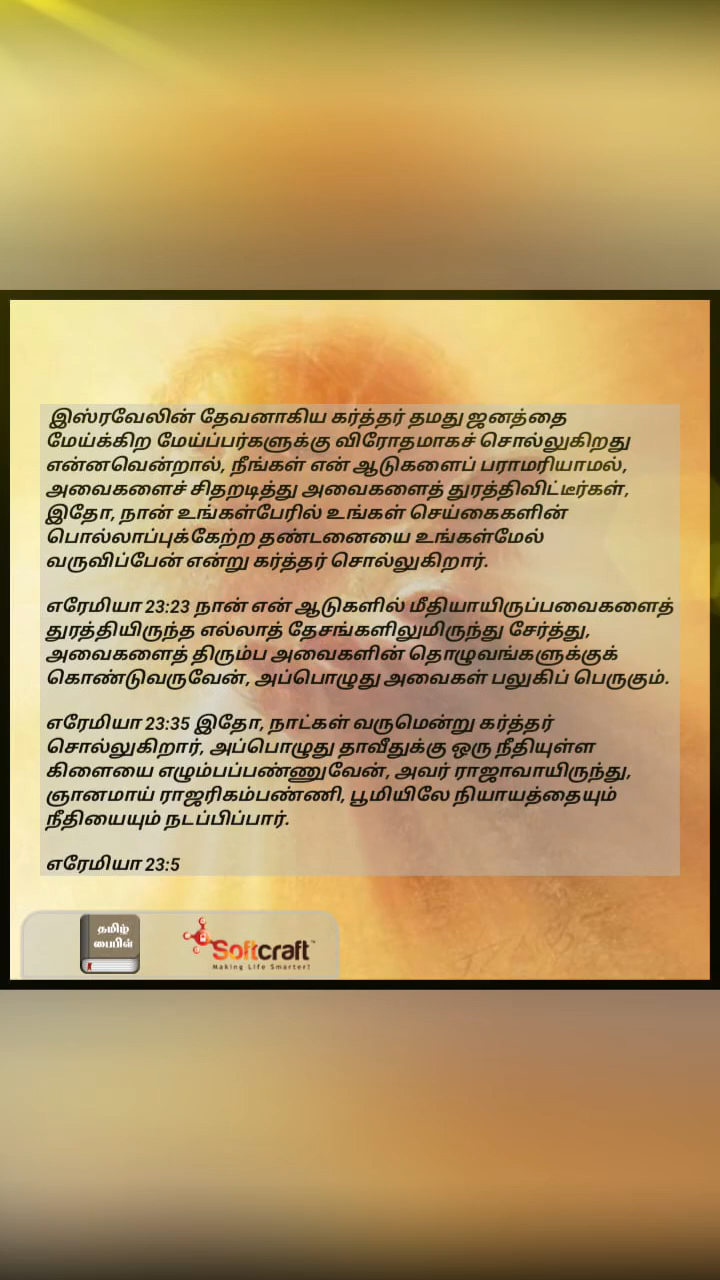 இஸ்ரவேலின் தேவனாகிய கர்த்தர் தமது ஜனத்தை
மேய்க்கிற மேய்ப்பர்களுக்கு விரோதமாகச் சொல்லுகிறது
என்னவென்றால், நீங்கள் என் ஆடுகளைப் பராமரியாமல்,
அவைகளைச் சிதறடித்து அவைகளைத் துரத்திவிட்டீர்கள்,
இதோ, நான் உங்கள்பேரில் உங்கள் செய்கைகளின்
பொல்லாப்புக்கேற்ற தண்டனையை உங்கள்மேல்
வருவிப்பேன் என்று கர்த்தர் சொல்லுகிறார்.
எரேமியா 23:23 நான் என் ஆடுகளில் மீதியாயிருப்பவைகளைத்
துரத்தியிருந்த எல்லாத் தேசங்களிலுமிருந்து சேர்த்து,
அவைகளைத் திரும்ப அவைகளின் தொழுவங்களுக்குக்
கொண்டுவருவேன், அப்பொழுது அவைகள் பலுகிப் பெருகும்.
எரேமியா 23:35 இதோ, நாட்கள் வருமென்று கர்த்தர்
சொல்லுகிறார், அப்பொழுது தாவீதுக்கு ஒரு நீதியுள்ள
கிளையை எழும்பப்பண்ணுவேன், அவர் ராஜாவாயிருந்து,
ஞானமாய் ராஜரிகம்பண்ணி, பூமியிலே நியாயத்தையும்
நீதியையும் நடப்பிப்பார்.
எரேமியா 23:5
தமிழ்
பைபிள்
Softcraft™
Making Life Smarter!